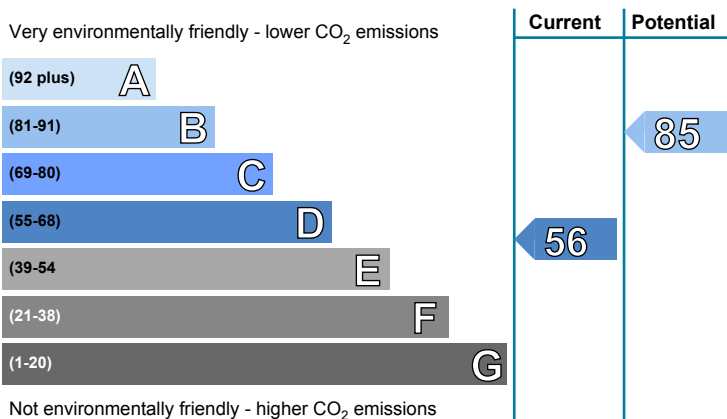 Very environmentally friendly - lower CO2 emissions
Current
Potential
(92 plus) A
(81-91) B
(69-80) C
(55-68) D
(39-54 E
(21-38) F
(1-20) G
85
56
Not environmentally friendly - higher CO2 emissions